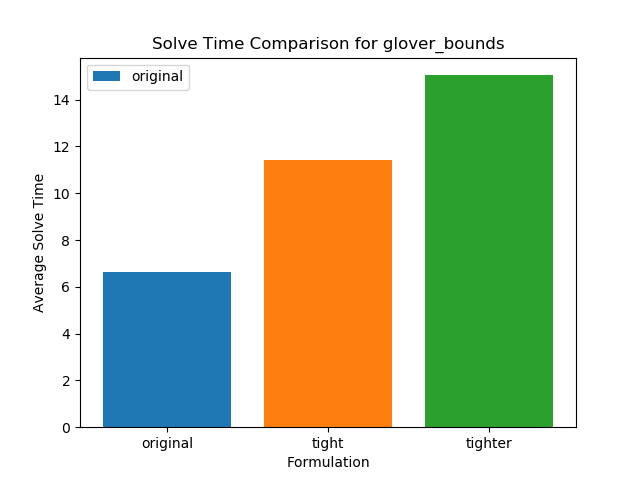 Solve Time Comparison for glover_bounds
original
14
12
10
8
6
4
2
0
Average Solve Time
original tight tighter
Formulation